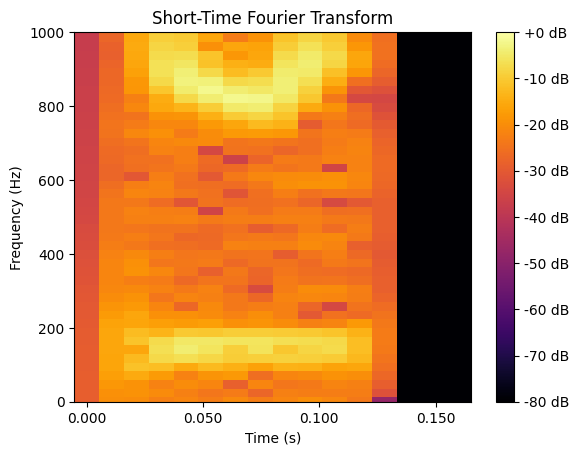 Short-Time Fourier Transform
1000
800
600
400
200
0
Frequency (Hz)
0.000
0.050
0.100
0.150
Time (s)
+0 dB
-10 dB
-20 dB
-30 dB
-40 dB
-50 dB
-60 dB
-70 dB
-80 dB